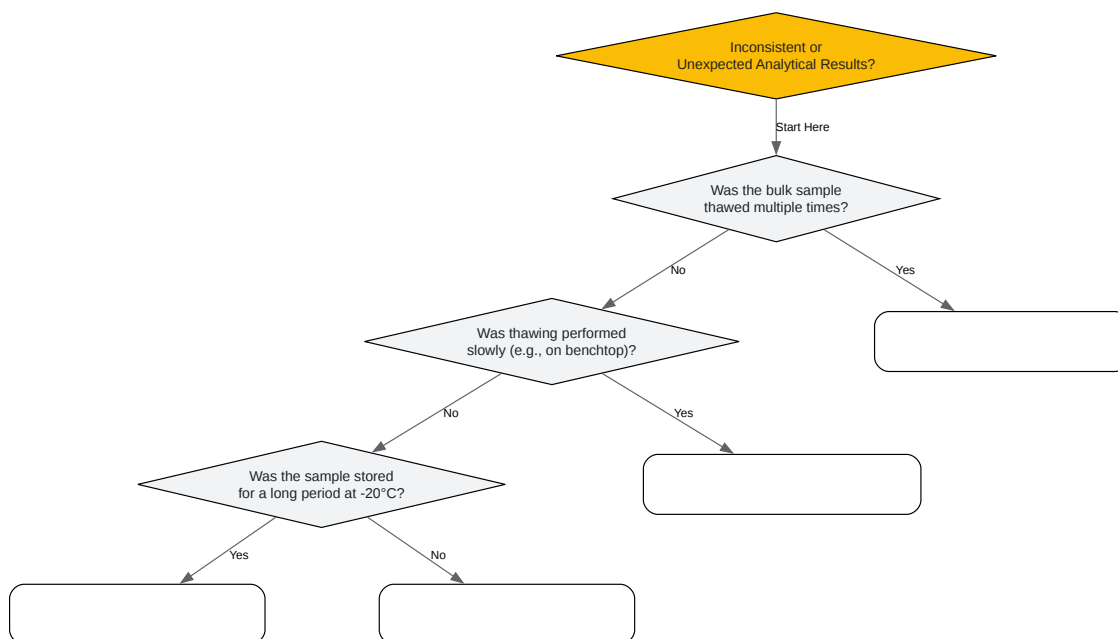 Inconsistent or
Unexpected Analytical Results?
Start Here
Was the bulk sample
thawed multiple times?
No
Yes
Was thawing performed
slowly (e.g., on benchtop)?
No
Yes
Was the sample stored
for a long period at -20°C?
Yes
No